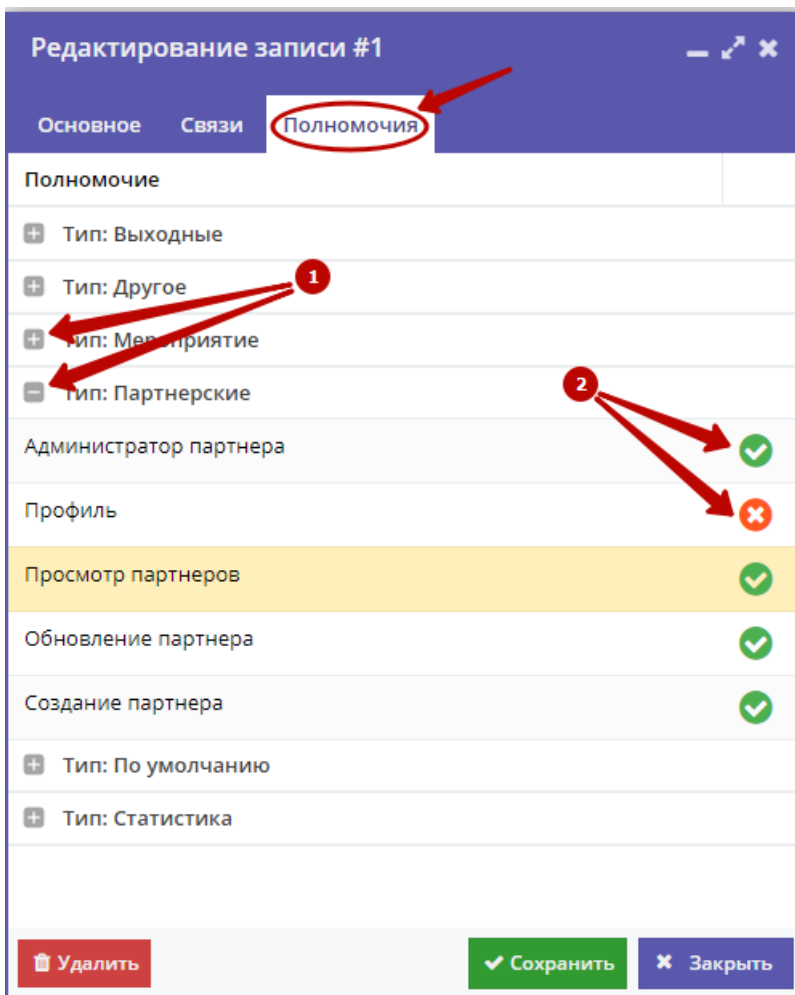 Редактирование записи #1
Основное Связи Полномочия
Полномочие
Тип: Выходные
Тип: Другое
1
Тип: Мероприятие
Тип: Партнерские
2
Администратор партнера
Профиль
Просмотр партнеров
Обновление партнера
Создание партнера
Тип: По умолчанию
Тип: Статистика
Удалить Сохранить Закрыть